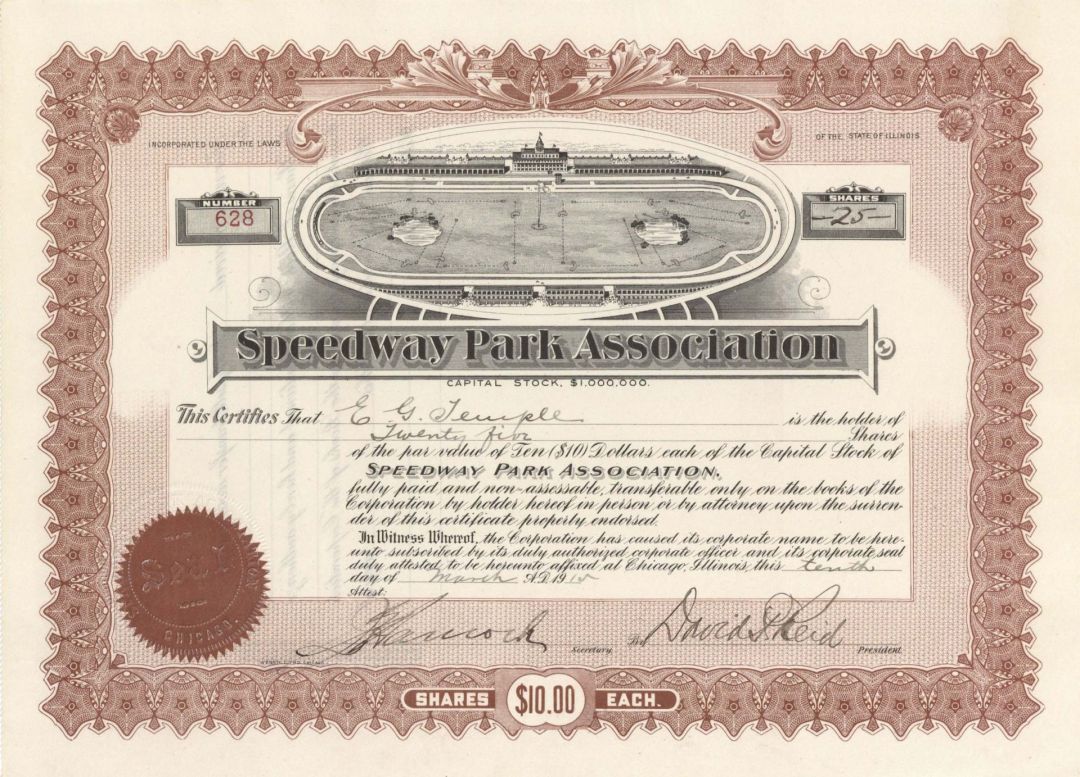 INCORPORATED UNDER THE LAWS OF THE STATE OF ILLINOIS
NUMBER
628
SHARES
25
Speedway Park Association
CAPITAL STOCK, $1,000,000.
This Certifies That E G. Temple is the holder of
Twenty five Shares
of the par value of Ten ($10) Dollars each of the Capital Stock of
SPEEDWAY PARK ASSOCIATION.
fully paid and non-assessable, transferable only on the books of the
Corporation by holder hereof in person or by attorney upon the surren-
der of this certificate properly endorsed.
In Witness Whereof, the Corporation has caused its corporate name to be here-
unto subscribed by its duly authorized corporate officer and its corporate seal
duly attested to be hereunto affixed at Chicago, Illinois, this tenth
day of March A.D. 1915
Attest:
Hancock Secretary. By David Reid President.
CHICAGO
SHARES $10.00 EACH.